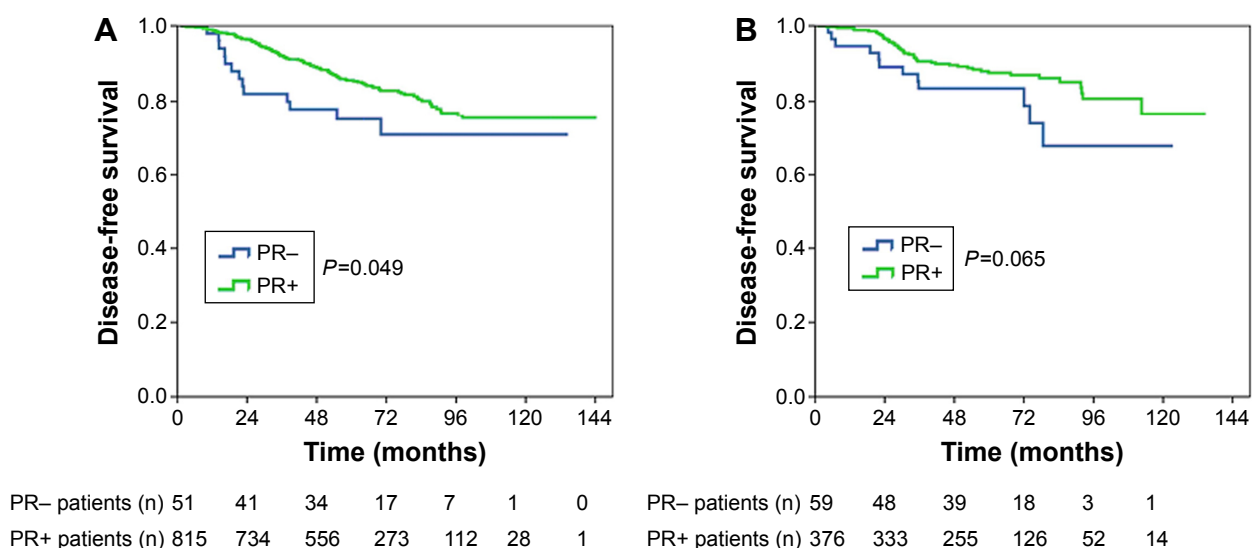 A
Disease-free survival
1.0
0.8
0.6
0.4
0.2
0.0
PR–
PR+
P=0.049
0 24 48 72 96 120 144
Time (months)
PR– patients (n) 51 41 34 17 7 1 0
PR+ patients (n) 815 734 556 273 112 28 1
B
Disease-free survival
1.0
0.8
0.6
0.4
0.2
0.0
PR–
PR+
P=0.065
0 24 48 72 96 120 144
Time (months)
PR– patients (n) 59 48 39 18 3 1
PR+ patients (n) 376 333 255 126 52 14